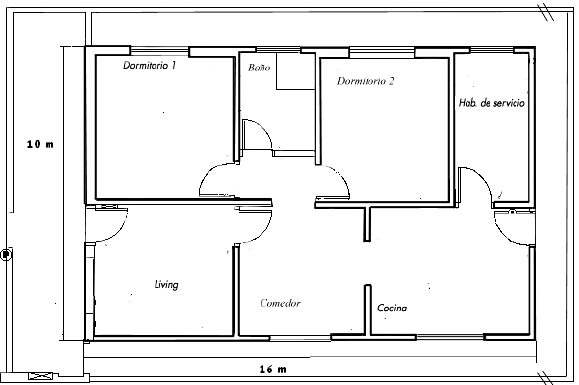 Dormitorio 1
Baño
Dormitorio 2
Hab. de servicio
10 m
Living
Comedor
Cocina
16 m